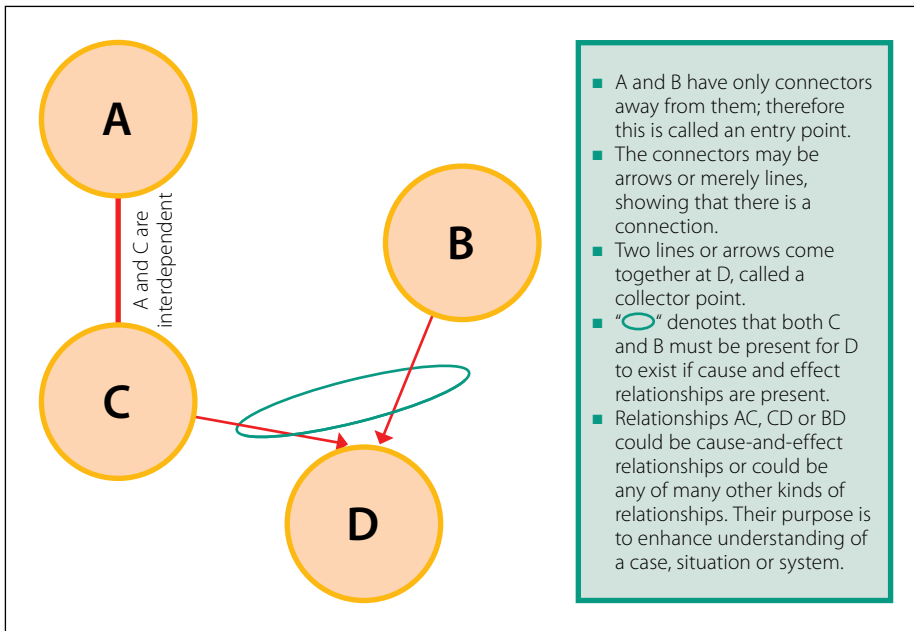 A
A and C are
interdependent
B
C
D
■ A and B have only connectors
away from them; therefore
this is called an entry point.
■ The connectors may be
arrows or merely lines,
showing that there is a
connection.
■ Two lines or arrows come
together at D, called a
collector point.
■ “ “ denotes that both C
and B must be present for D
to exist if cause and effect
relationships are present.
■ Relationships AC, CD or BD
could be cause-and-effect
relationships or could be
any of many other kinds of
relationships. Their purpose is
to enhance understanding of
a case, situation or system.